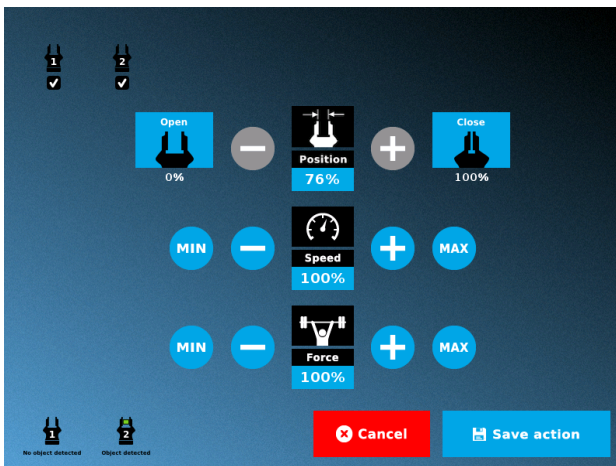 1 2
Open Close
Position
0% 76% 100%
MIN Speed MAX
100%
MIN Force MAX
100%
1 2
No object detected Object detected
Cancel Save action